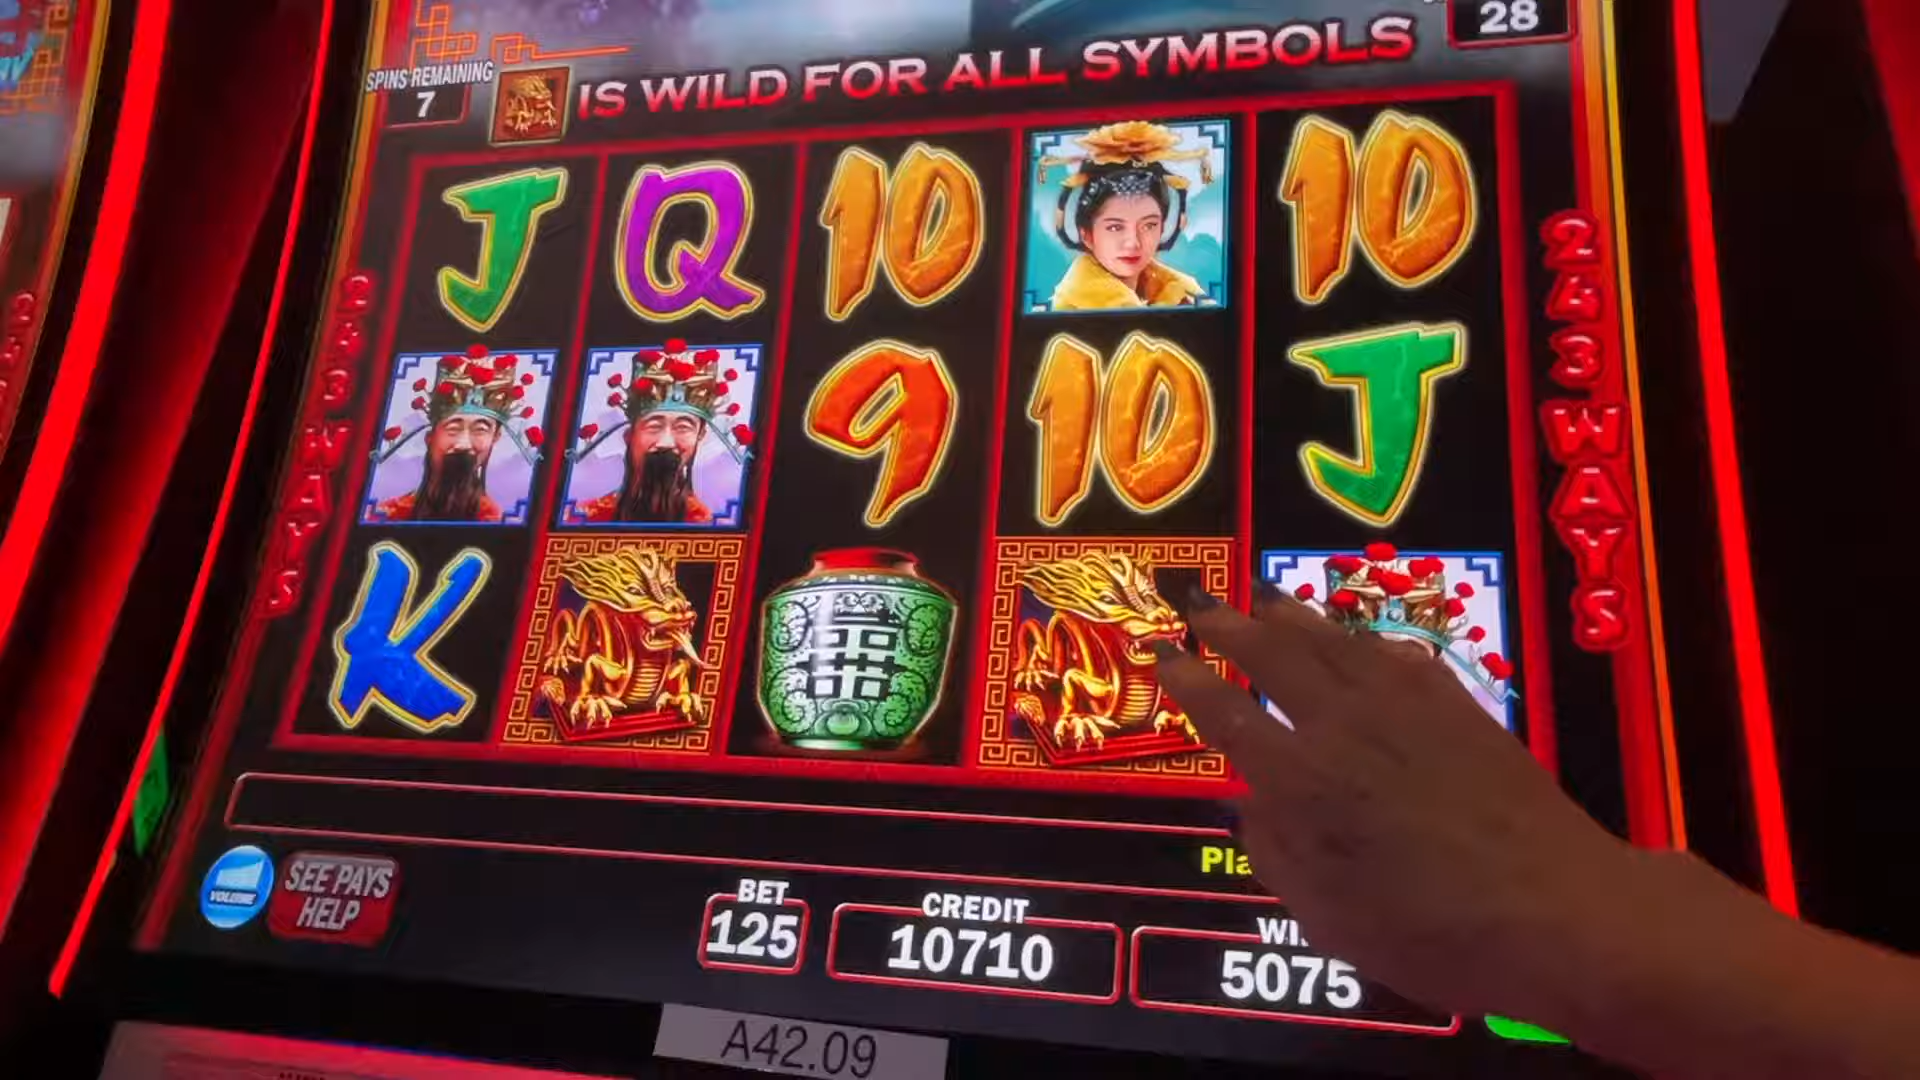 28
SPINS REMAINING
7
IS WILD FOR ALL SYMBOLS
J Q 10 10
9 10 J
K
243 WAYS
243 WAYS
SEE PAYS
HELP
VOLUME
BET
125
CREDIT
10710
5075
A42.09